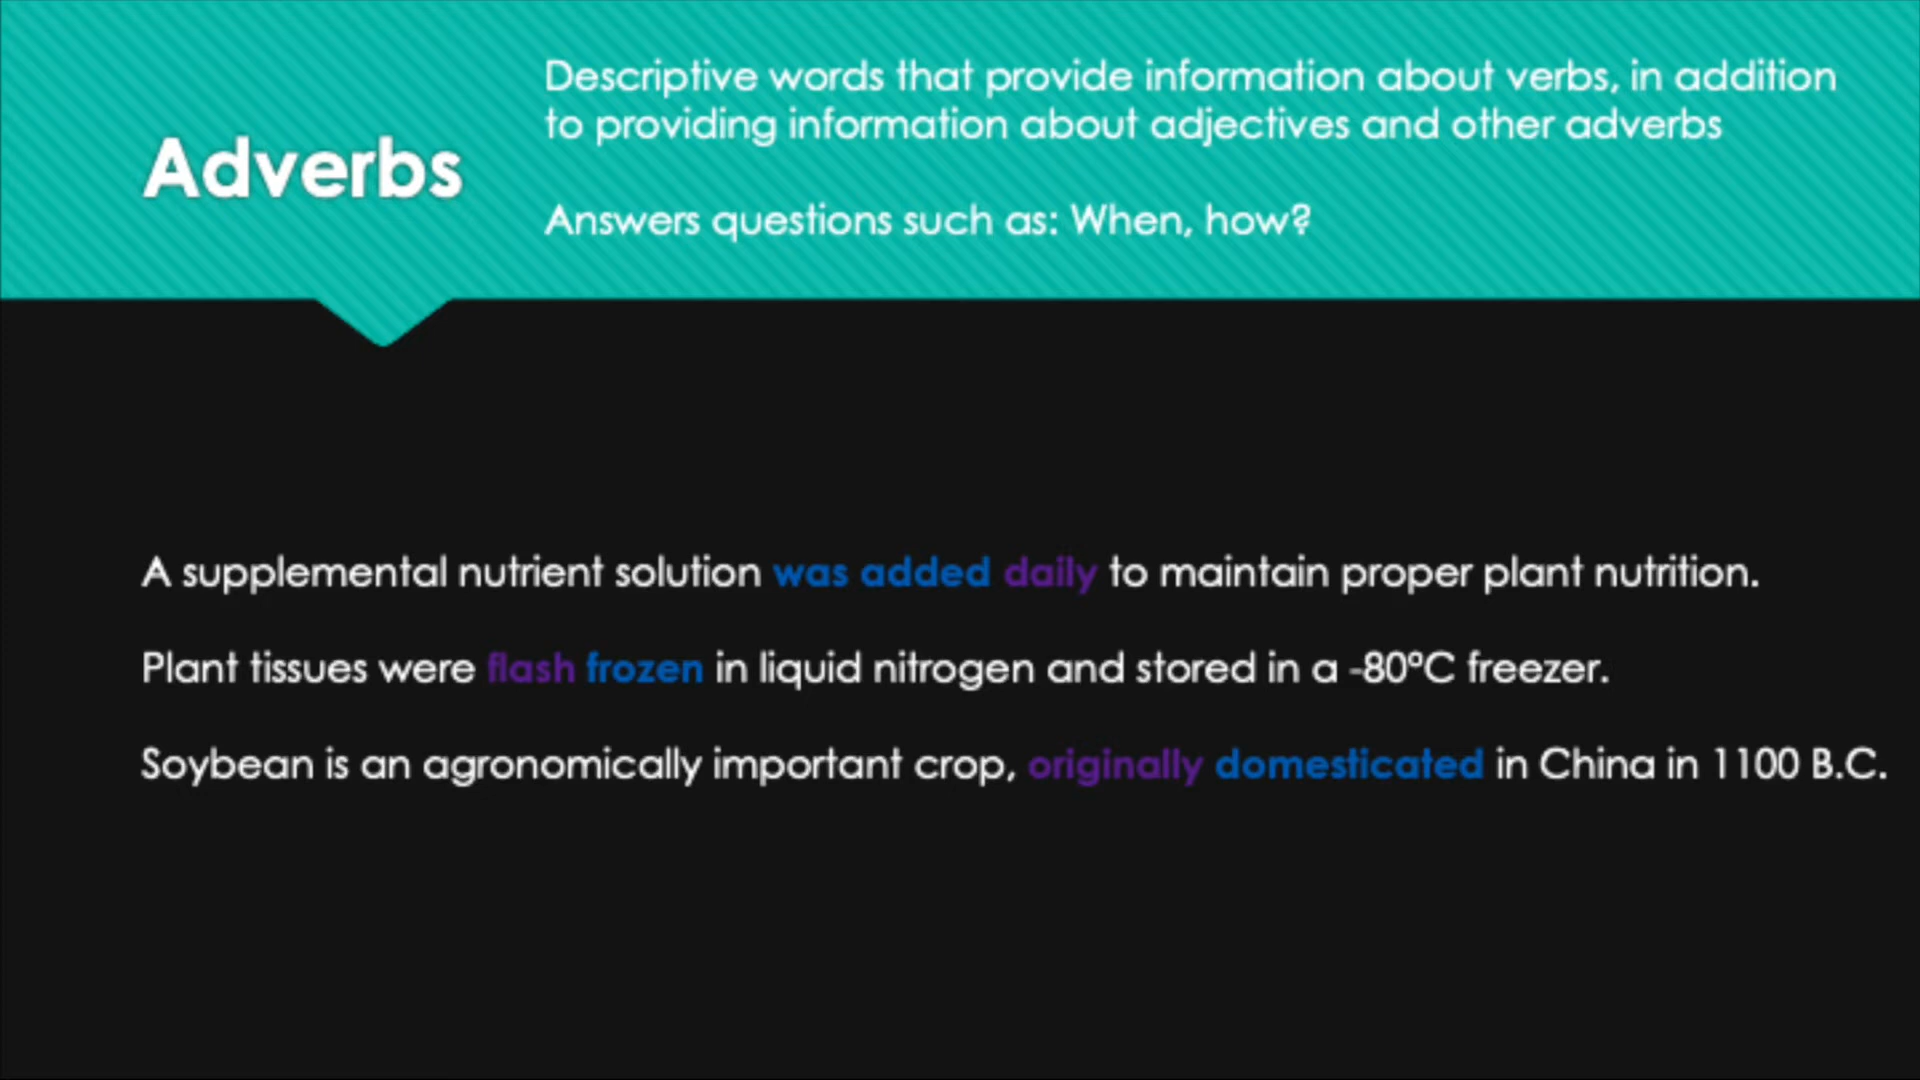 Adverbs
Descriptive words that provide information about verbs, in addition
to providing information about adjectives and other adverbs
Answers questions such as: When, how?
A supplemental nutrient solution was added daily to maintain proper plant nutrition.
Plant tissues were flash frozen in liquid nitrogen and stored in a -80ºC freezer.
Soybean is an agronomically important crop, originally domesticated in China in 1100 B.C.